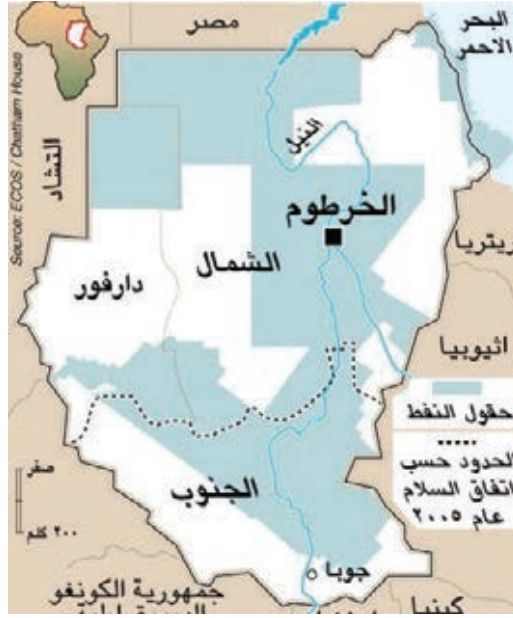 مصر
البحر
الاحمر
النيل
التشاد
Source: ECOS / Chatham House
الخرطوم
الشمال
دارفور
ريتريا
اثيوبيا
حقول النفط
الحدود حسب
اتفاق السلام
عام ٢٠٠٥
الجنوب
صفر
٢٠٠ كلم
جوبا
جمهورية الكونغو
كينيا